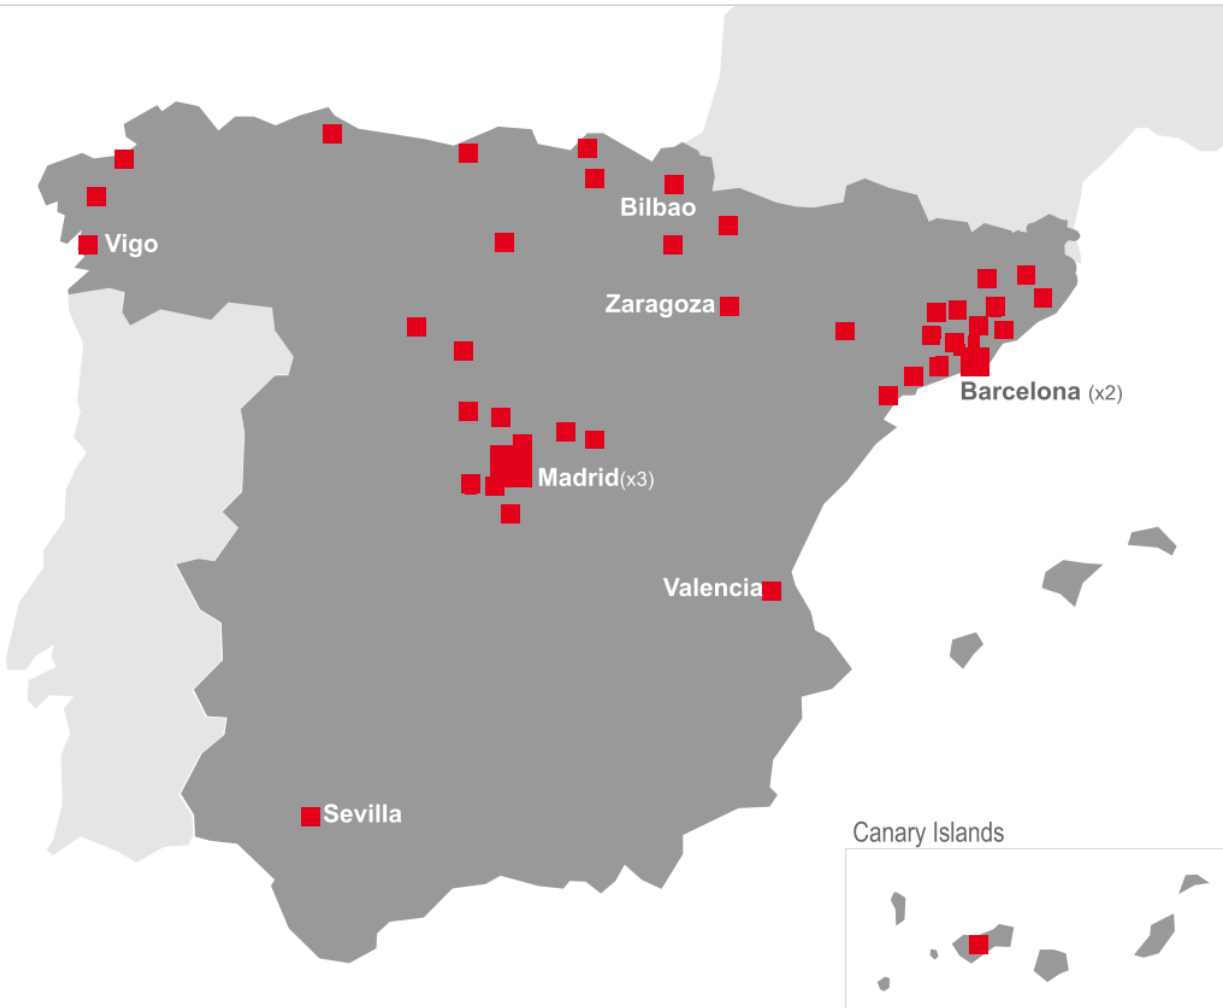 Bilbao
Vigo
Zaragoza
Barcelona (x2)
Madrid(x3)
Valencia
Sevilla
Canary Islands